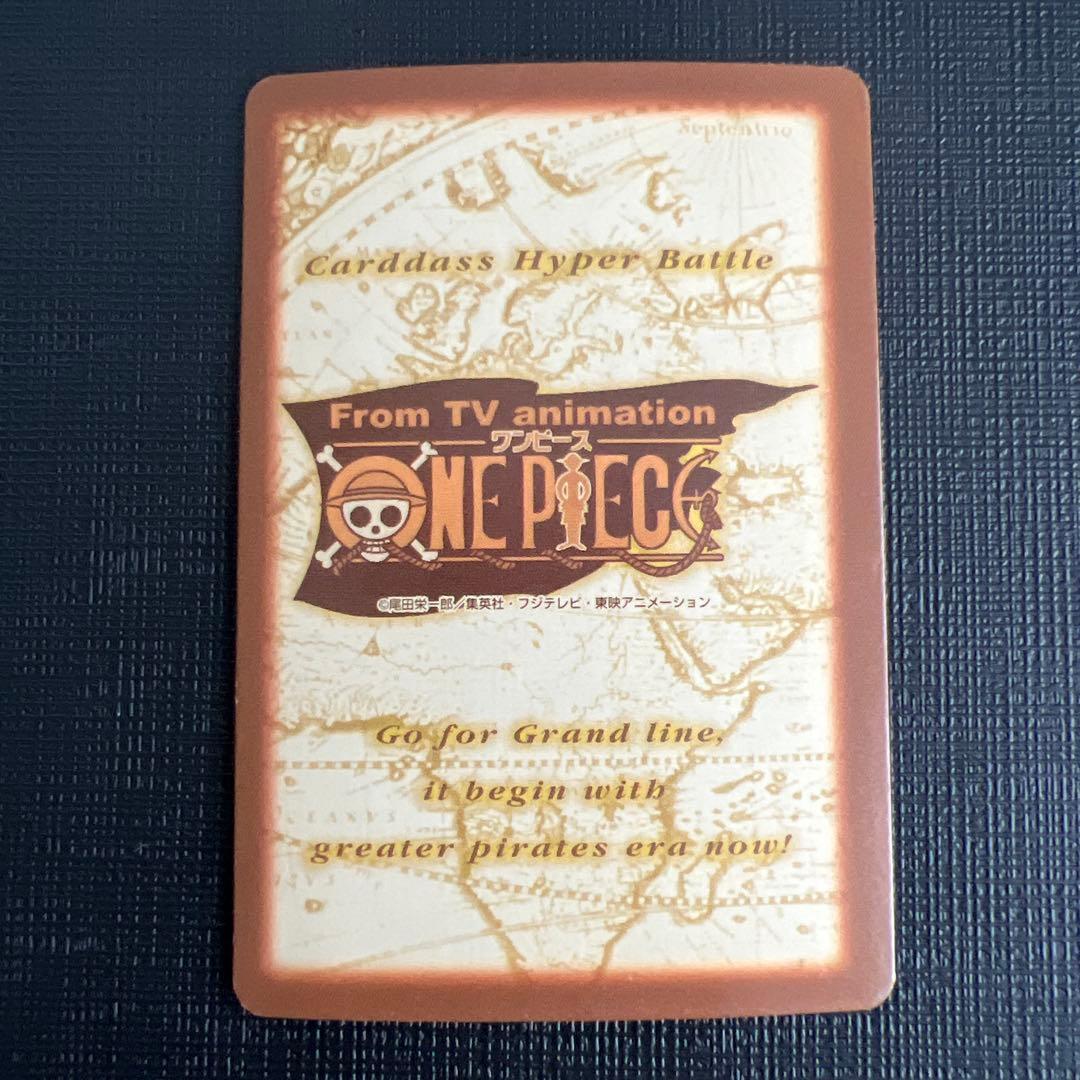 Septentrio
Carddass Hyper Battle
From TV animation
ワンピース
ONE PIECE
©尾田栄一郎/集英社・フジテレビ・東映アニメーション
Go for Grand line,
it begin with
greater pirates era now!